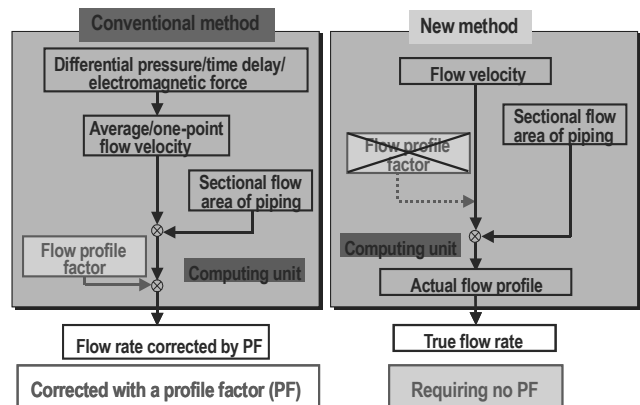 Conventional method
Differential pressure/time delay/
electromagnetic force
Average/one-point
flow velocity
Sectional flow
area of piping
Flow profile
factor
Computing unit
Flow rate corrected by PF
Corrected with a profile factor (PF)
New method
Flow velocity
Sectional flow
area of piping
Flow profile
factor
Computing unit
Actual flow profile
True flow rate
Requiring no PF